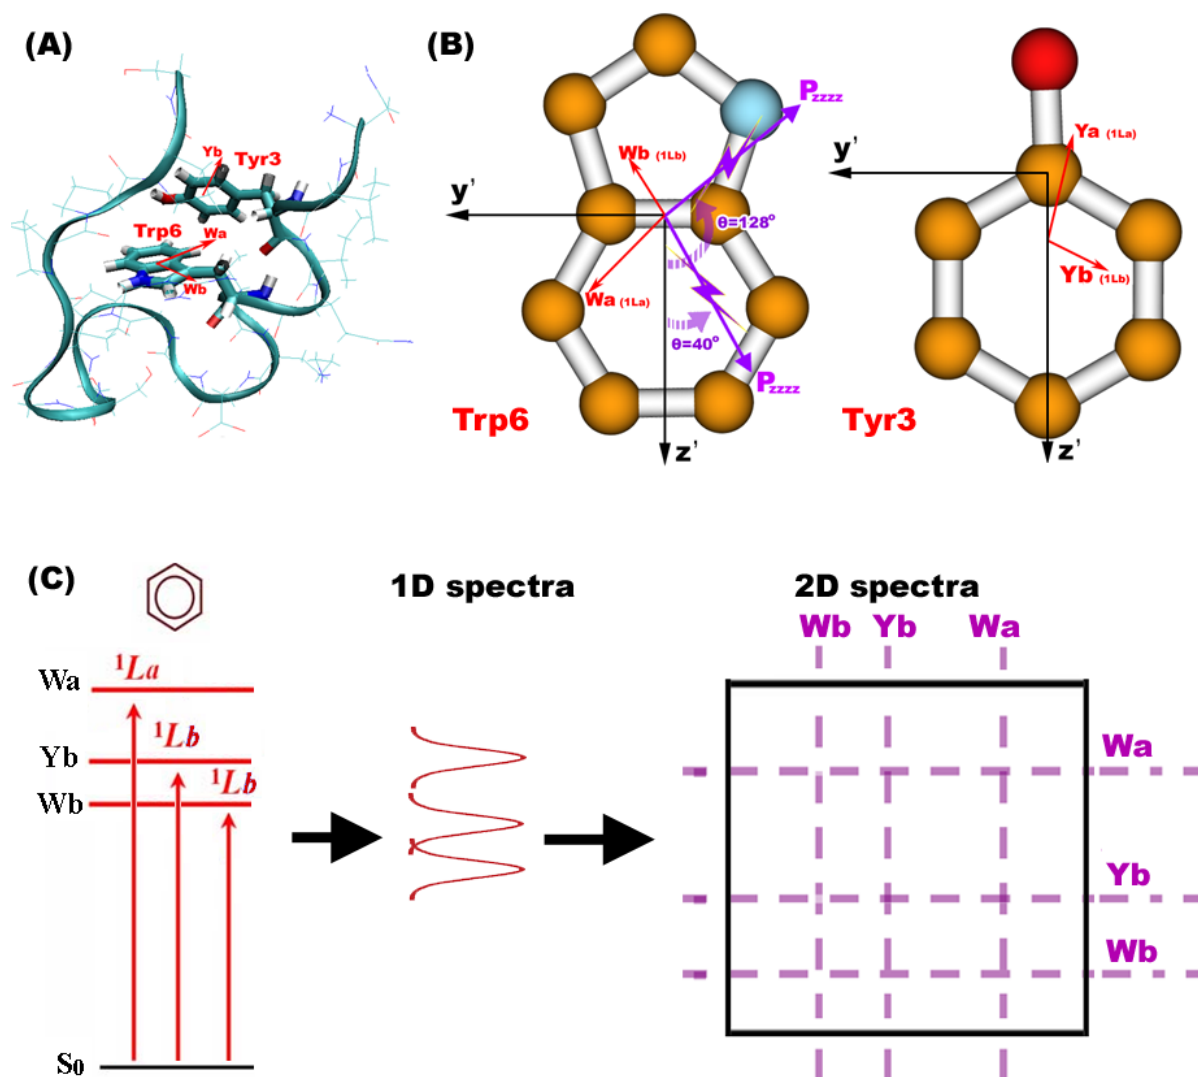 (A)
Yb
Tyr3
Trp6
Wa
Wb
(B)
Pzzzz
Wb (1Lb)
y'
θ=128°
Wa (1La)
θ=40°
Pzzzz
Trp6
z'
Ya (1La)
y'
Yb (1Lb)
Tyr3
z'
(C)
1D spectra
2D spectra
Wb Yb Wa
Wa
¹La
Yb
¹Lb
Wb
¹Lb
S₀
Wa
Yb
Wb